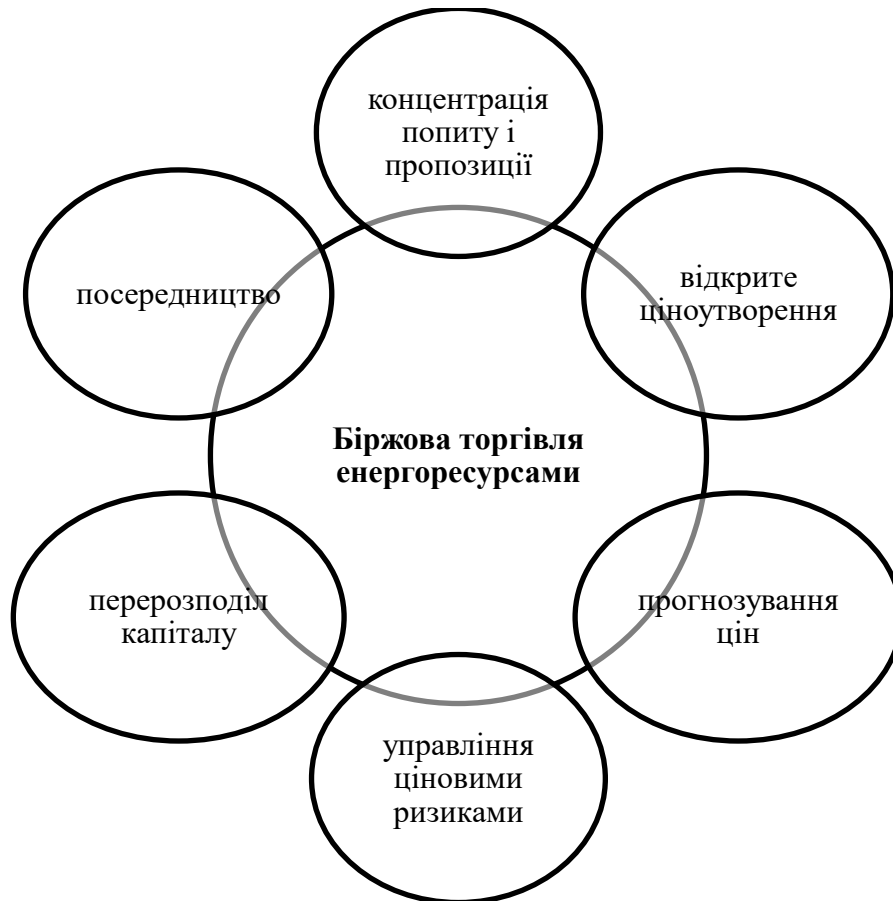 концентрація
попиту і
пропозиції
посередництво
відкрите
ціноутворення
Біржова торгівля
енергоресурсами
перерозподіл
капіталу
прогнозування
цін
управління
ціновими
ризиками